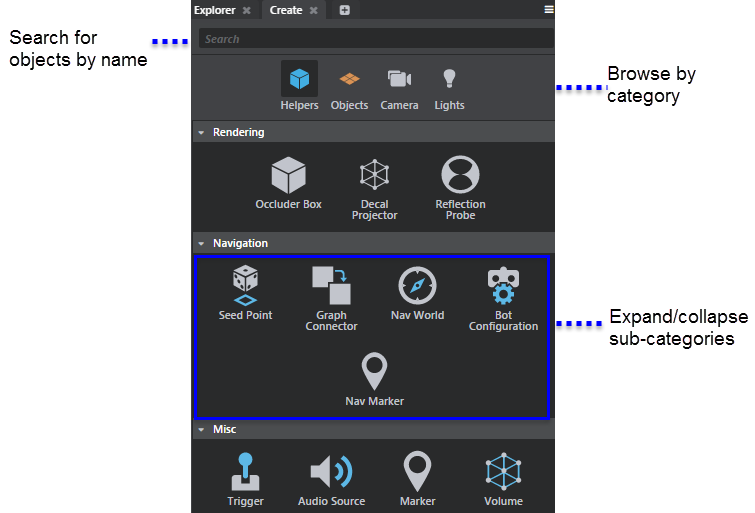 Explorer
Create
Search for
objects by name
Search
Helpers
Objects
Camera
Lights
Browse by
category
Rendering
Occluder Box
Decal
Projector
Reflection
Probe
Navigation
Seed Point
Graph
Connector
Nav World
Bot
Configuration
Expand/collapse
sub-categories
Nav Marker
Misc
Trigger
Audio Source
Marker
Volume